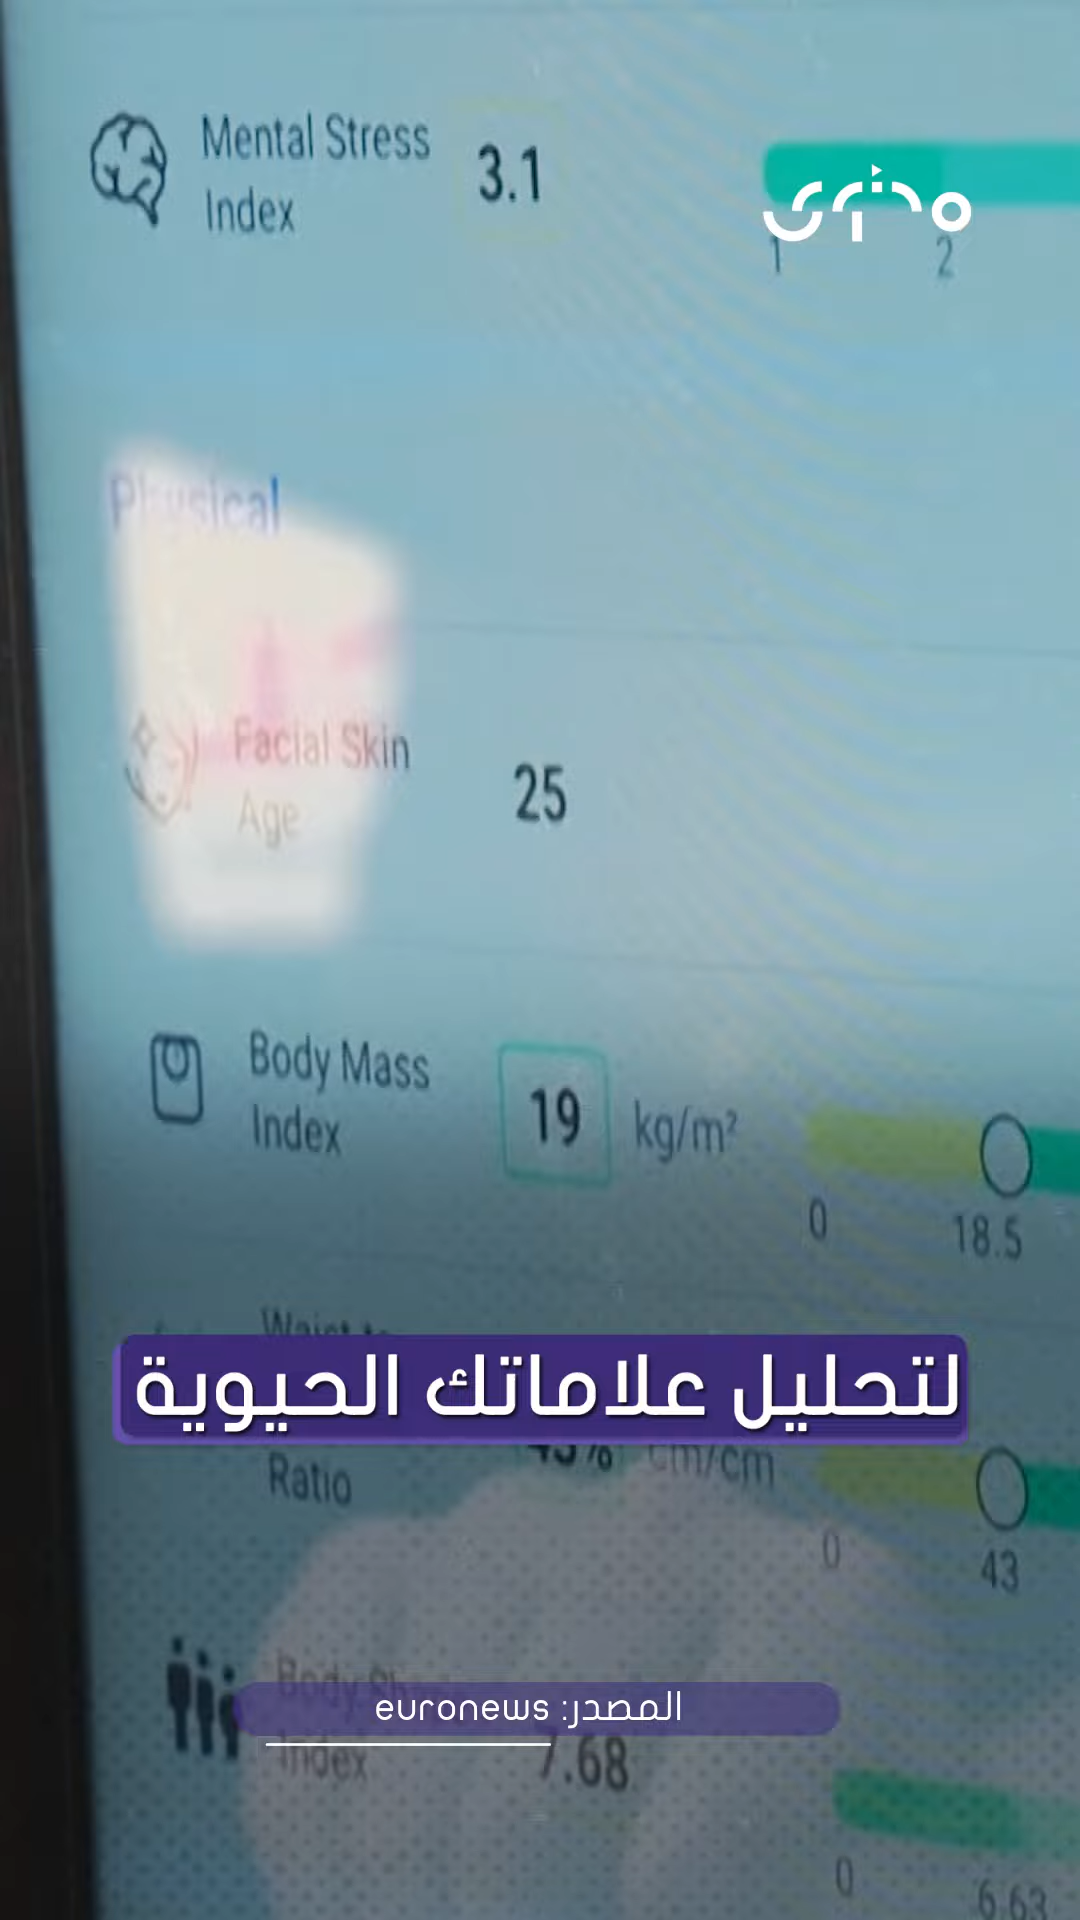 Mental Stress
Index
3.1
1
2
Physical
Facial Skin
Age
25
Body Mass
Index
19 kg/m²
0
18.5
لتحليل علاماتك الحيوية
Ratio
cm/cm
0
43
المصدر: euronews
Index
7.68
0
6.63